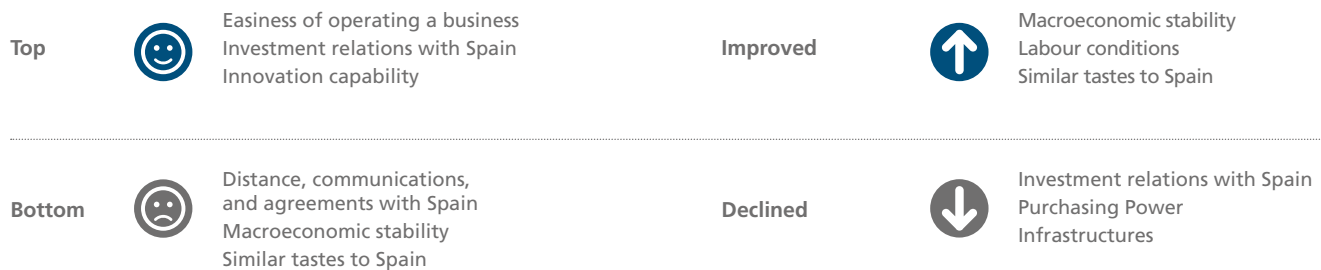 Top
Easiness of operating a business
Investment relations with Spain
Innovation capability
Improved
Macroeconomic stability
Labour conditions
Similar tastes to Spain
Bottom
Distance, communications,
and agreements with Spain
Macroeconomic stability
Similar tastes to Spain
Declined
Investment relations with Spain
Purchasing Power
Infrastructures